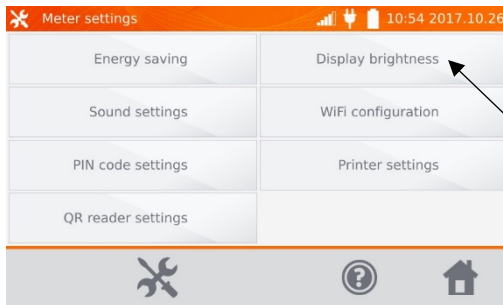 Meter settings 10:54 2017.10.26
Energy saving Display brightness
Sound settings WiFi configuration
PIN code settings Printer settings
QR reader settings
?